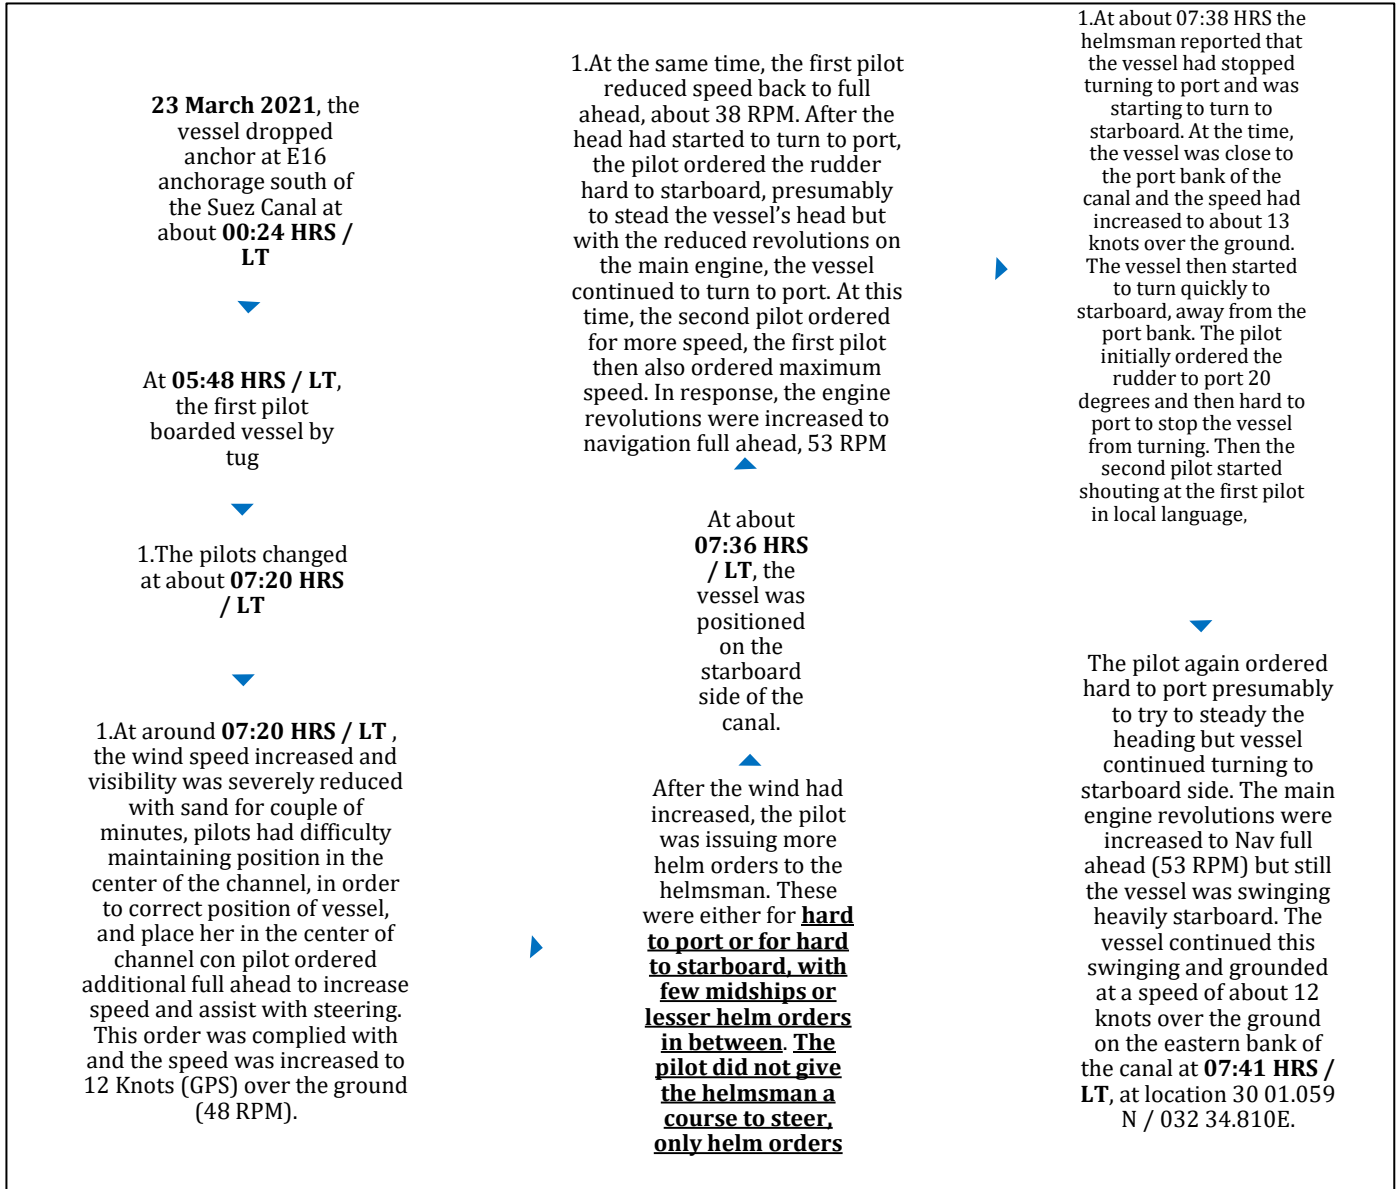 23 March 2021, the
vessel dropped
anchor at E16
anchorage south of
the Suez Canal at
about 00:24 HRS /
LT
At 05:48 HRS / LT,
the first pilot
boarded vessel by
tug
1.The pilots changed
at about 07:20 HRS
/ LT
1.At around 07:20 HRS / LT ,
the wind speed increased and
visibility was severely reduced
with sand for couple of
minutes, pilots had difficulty
maintaining position in the
center of the channel, in order
to correct position of vessel,
and place her in the center of
channel con pilot ordered
additional full ahead to increase
speed and assist with steering.
This order was complied with
and the speed was increased to
12 Knots (GPS) over the ground
(48 RPM).
After the wind had
increased, the pilot
was issuing more
helm orders to the
helmsman. These
were either for hard
to port or for hard
to starboard, with
few midships or
lesser helm orders
in between. The
pilot did not give
the helmsman a
course to steer,
only helm orders
At about
07:36 HRS
/ LT, the
vessel was
positioned
on the
starboard
side of the
canal.
1.At the same time, the first pilot
reduced speed back to full
ahead, about 38 RPM. After the
head had started to turn to port,
the pilot ordered the rudder
hard to starboard, presumably
to stead the vessel’s head but
with the reduced revolutions on
the main engine, the vessel
continued to turn to port. At this
time, the second pilot ordered
for more speed, the first pilot
then also ordered maximum
speed. In response, the engine
revolutions were increased to
navigation full ahead, 53 RPM
1.At about 07:38 HRS the
helmsman reported that
the vessel had stopped
turning to port and was
starting to turn to
starboard. At the time,
the vessel was close to
the port bank of the
canal and the speed had
increased to about 13
knots over the ground.
The vessel then started
to turn quickly to
starboard, away from the
port bank. The pilot
initially ordered the
rudder to port 20
degrees and then hard to
port to stop the vessel
from turning. Then the
second pilot started
shouting at the first pilot
in local language,
The pilot again ordered
hard to port presumably
to try to steady the
heading but vessel
continued turning to
starboard side. The main
engine revolutions were
increased to Nav full
ahead (53 RPM) but still
the vessel was swinging
heavily starboard. The
vessel continued this
swinging and grounded
at a speed of about 12
knots over the ground
on the eastern bank of
the canal at 07:41 HRS /
LT, at location 30 01.059
N / 032 34.810E.